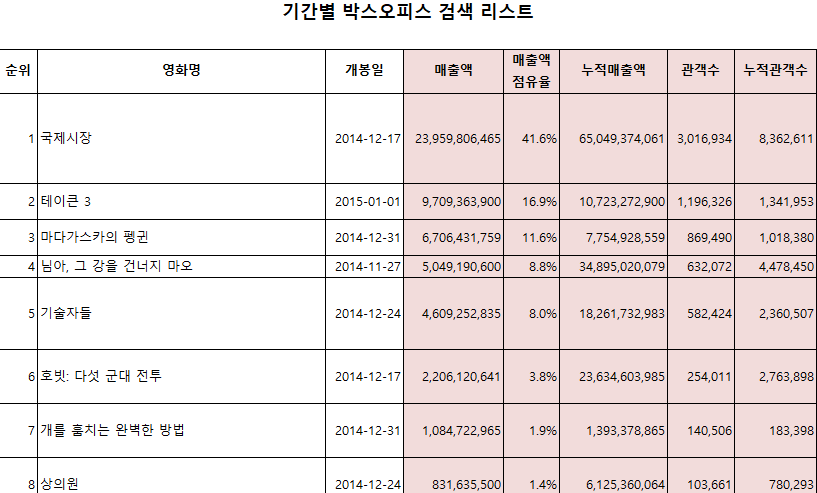 기간별 박스오피스 검색 리스트
순위 영화명 개봉일 매출액 매출액 점유율 누적매출액 관객수 누적관객수
1 국제시장 2014-12-17 23,959,806,465 41.6% 65,049,374,061 3,016,934 8,362,611
2 테이큰 3 2015-01-01 9,709,363,900 16.9% 10,723,272,900 1,196,326 1,341,953
3 마다가스카의 펭귄 2014-12-31 6,706,431,759 11.6% 7,754,928,559 869,490 1,018,380
4 님아, 그 강을 건너지 마오 2014-11-27 5,049,190,600 8.8% 34,895,020,079 632,072 4,478,450
5 기술자들 2014-12-24 4,609,252,835 8.0% 18,261,732,983 582,424 2,360,507
6 호빗: 다섯 군대 전투 2014-12-17 2,206,120,641 3.8% 23,634,603,985 254,011 2,763,898
7 개를 훔치는 완벽한 방법 2014-12-31 1,084,722,965 1.9% 1,393,378,865 140,506 183,398
8 상의원 2014-12-24 831,635,500 1.4% 6,125,360,064 103,661 780,293